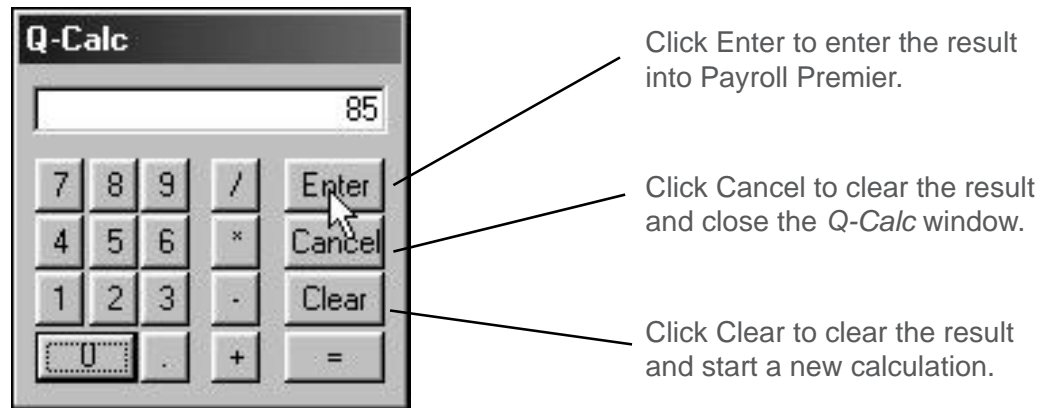 Q-Calc
85
7 8 9 / Enter
4 5 6 * Cancel
1 2 3 - Clear
0 . + =
Click Enter to enter the result
into Payroll Premier.
Click Cancel to clear the result
and close the Q-Calc window.
Click Clear to clear the result
and start a new calculation.